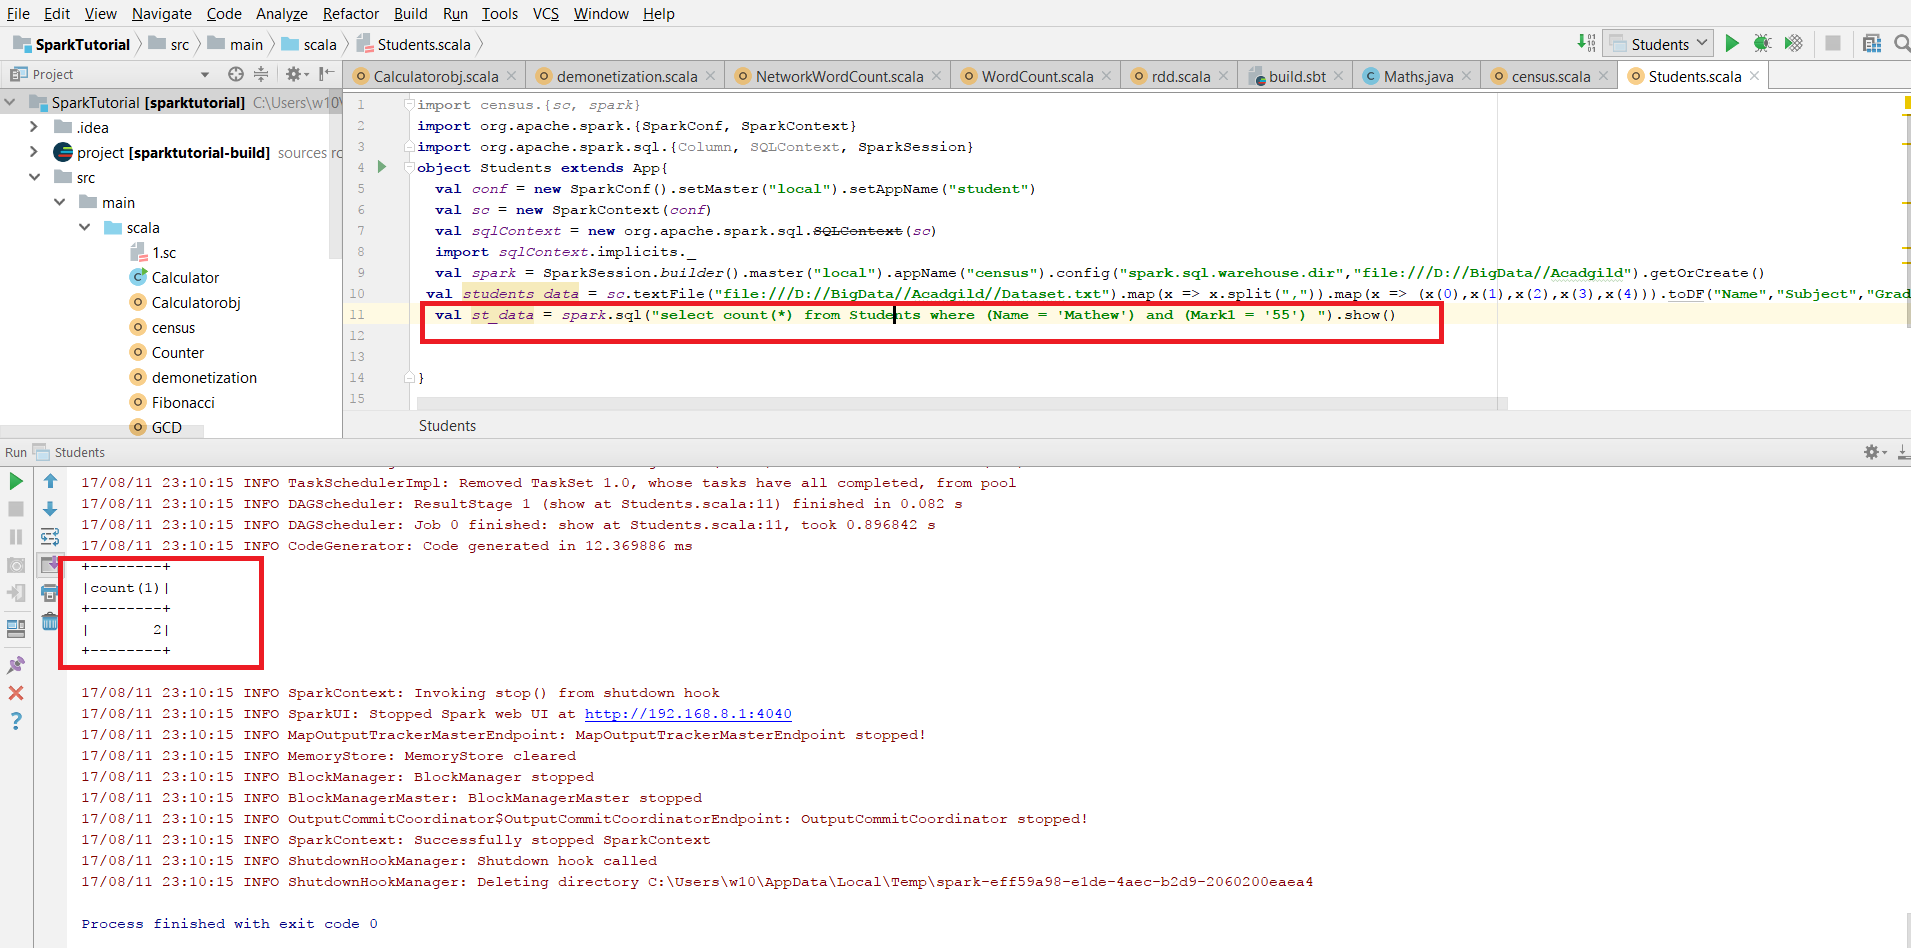 File Edit View Navigate Code Analyze Refactor Build Run Tools VCS Window Help
SparkTutorial src main scala Students.scala
Students
Project
Calculatorobj.scala demonetization.scala NetworkWordCount.scala WordCount.scala rdd.scala build.sbt Maths.java census.scala Students.scala
SparkTutorial [sparktutorial] C:\Users\w10\
.idea
project [sparktutorial-build] sources ro
src
main
scala
1.sc
Calculator
Calculatorobj
census
Counter
demonetization
Fibonacci
GCD
1 import census.{sc, spark}
2 import org.apache.spark.{SparkConf, SparkContext}
3 import org.apache.spark.sql.{Column, SQLContext, SparkSession}
4 object Students extends App{
5 val conf = new SparkConf().setMaster("local").setAppName("student")
6 val sc = new SparkContext(conf)
7 val sqlContext = new org.apache.spark.sql.SQLContext(sc)
8 import sqlContext.implicits._
9 val spark = SparkSession.builder().master("local").appName("census").config("spark.sql.warehouse.dir","file:///D://BigData//Acadgild").getOrCreate()
10 val students_data = sc.textFile("file:///D://BigData//Acadgild//Dataset.txt").map(x => x.split(",")).map(x => (x(0),x(1),x(2),x(3),x(4))).toDF("Name","Subject","Grad
11 val st_data = spark.sql("select count(*) from Students where (Name = 'Mathew') and (Mark1 = '55') ").show()
12
13
14 }
15
Students
Run Students
17/08/11 23:10:15 INFO TaskSchedulerImpl: Removed TaskSet 1.0, whose tasks have all completed, from pool
17/08/11 23:10:15 INFO DAGScheduler: ResultStage 1 (show at Students.scala:11) finished in 0.082 s
17/08/11 23:10:15 INFO DAGScheduler: Job 0 finished: show at Students.scala:11, took 0.896842 s
17/08/11 23:10:15 INFO CodeGenerator: Code generated in 12.369886 ms
+--------+
|count(1)|
+--------+
|       2|
+--------+
17/08/11 23:10:15 INFO SparkContext: Invoking stop() from shutdown hook
17/08/11 23:10:15 INFO SparkUI: Stopped Spark web UI at http://192.168.8.1:4040
17/08/11 23:10:15 INFO MapOutputTrackerMasterEndpoint: MapOutputTrackerMasterEndpoint stopped!
17/08/11 23:10:15 INFO MemoryStore: MemoryStore cleared
17/08/11 23:10:15 INFO BlockManager: BlockManager stopped
17/08/11 23:10:15 INFO BlockManagerMaster: BlockManagerMaster stopped
17/08/11 23:10:15 INFO OutputCommitCoordinator$OutputCommitCoordinatorEndpoint: OutputCommitCoordinator stopped!
17/08/11 23:10:15 INFO SparkContext: Successfully stopped SparkContext
17/08/11 23:10:15 INFO ShutdownHookManager: Shutdown hook called
17/08/11 23:10:15 INFO ShutdownHookManager: Deleting directory C:\Users\w10\AppData\Local\Temp\spark-eff59a98-e1de-4aec-b2d9-2060200eaea4
Process finished with exit code 0